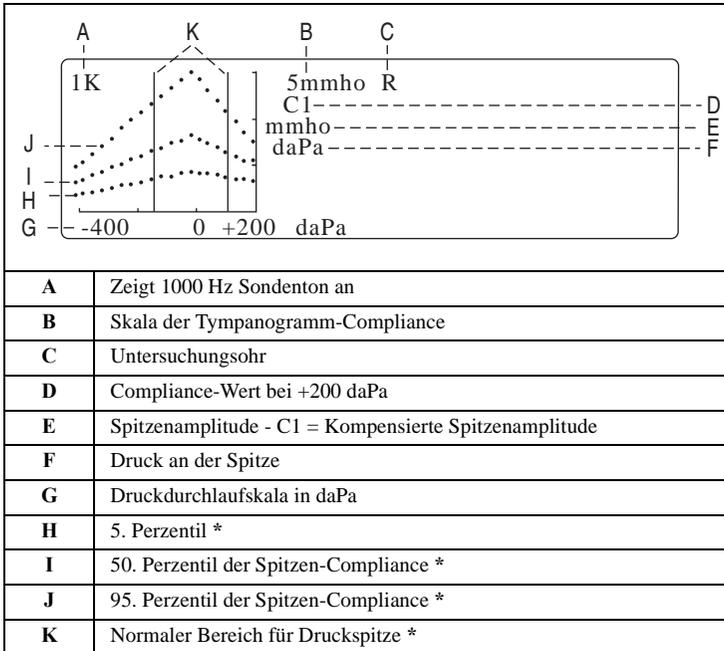 A K B C
1K 5mmho R
C1 D
mmho E
J daPa F
I
H
G -400 0 +200 daPa
A Zeigt 1000 Hz Sondenton an
B Skala der Tympanogramm-Compliance
C Untersuchungsohr
D Compliance-Wert bei +200 daPa
E Spitzenamplitude - C1 = Kompensierte Spitzenamplitude
F Druck an der Spitze
G Druckdurchlaufskala in daPa
H 5. Perzentil *
I 50. Perzentil der Spitzen-Compliance *
J 95. Perzentil der Spitzen-Compliance *
K Normaler Bereich für Druckspitze *